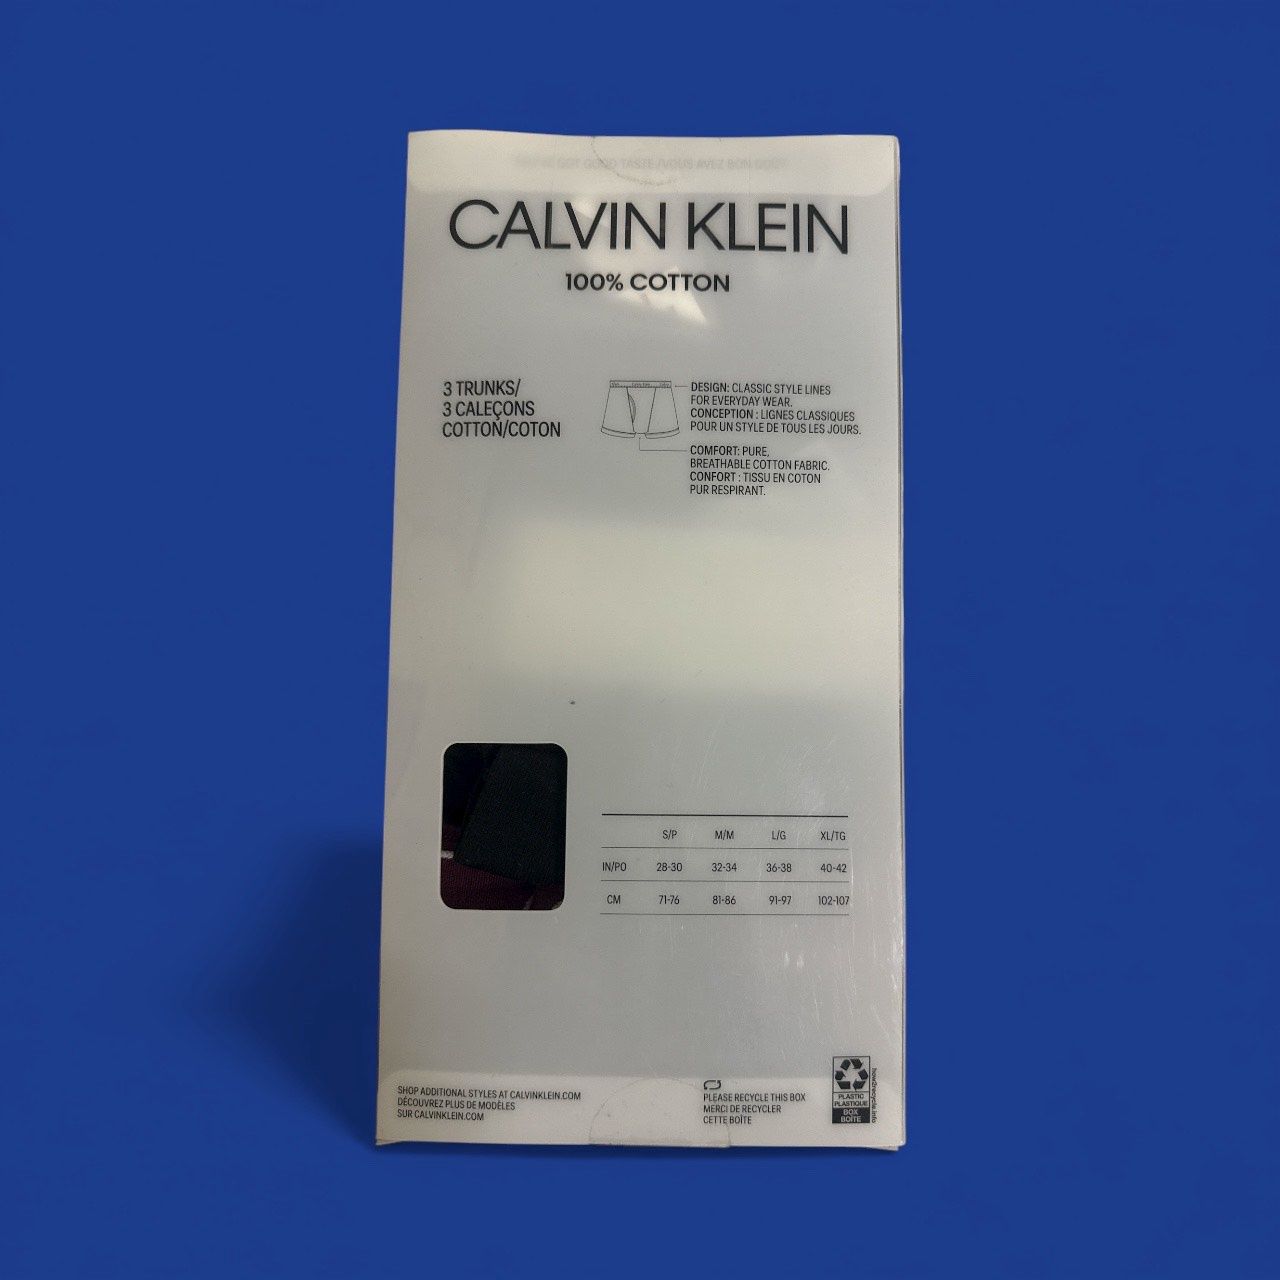 CALVIN KLEIN
100% COTTON
3 TRUNKS/
3 CALEÇONS
COTTON/COTON
DESIGN: CLASSIC STYLE LINES
FOR EVERYDAY WEAR.
CONCEPTION : LIGNES CLASSIQUES
POUR UN STYLE DE TOUS LES JOURS.
COMFORT: PURE,
BREATHABLE COTTON FABRIC.
CONFORT : TISSU EN COTON
PUR RESPIRANT.
S/P M/M L/G XL/TG
IN/PO 28-30 32-34 36-38 40-42
CM 71-76 81-86 91-97 102-107
SHOP ADDITIONAL STYLES AT CALVINKLEIN.COM
DÉCOUVREZ PLUS DE MODÈLES
SUR CALVINKLEIN.COM
PLEASE RECYCLE THIS BOX
MERCI DE RECYCLER
CETTE BOÎTE
PLASTIC
PLASTIQUE
BOX
BOÎTE
how2recycle.info